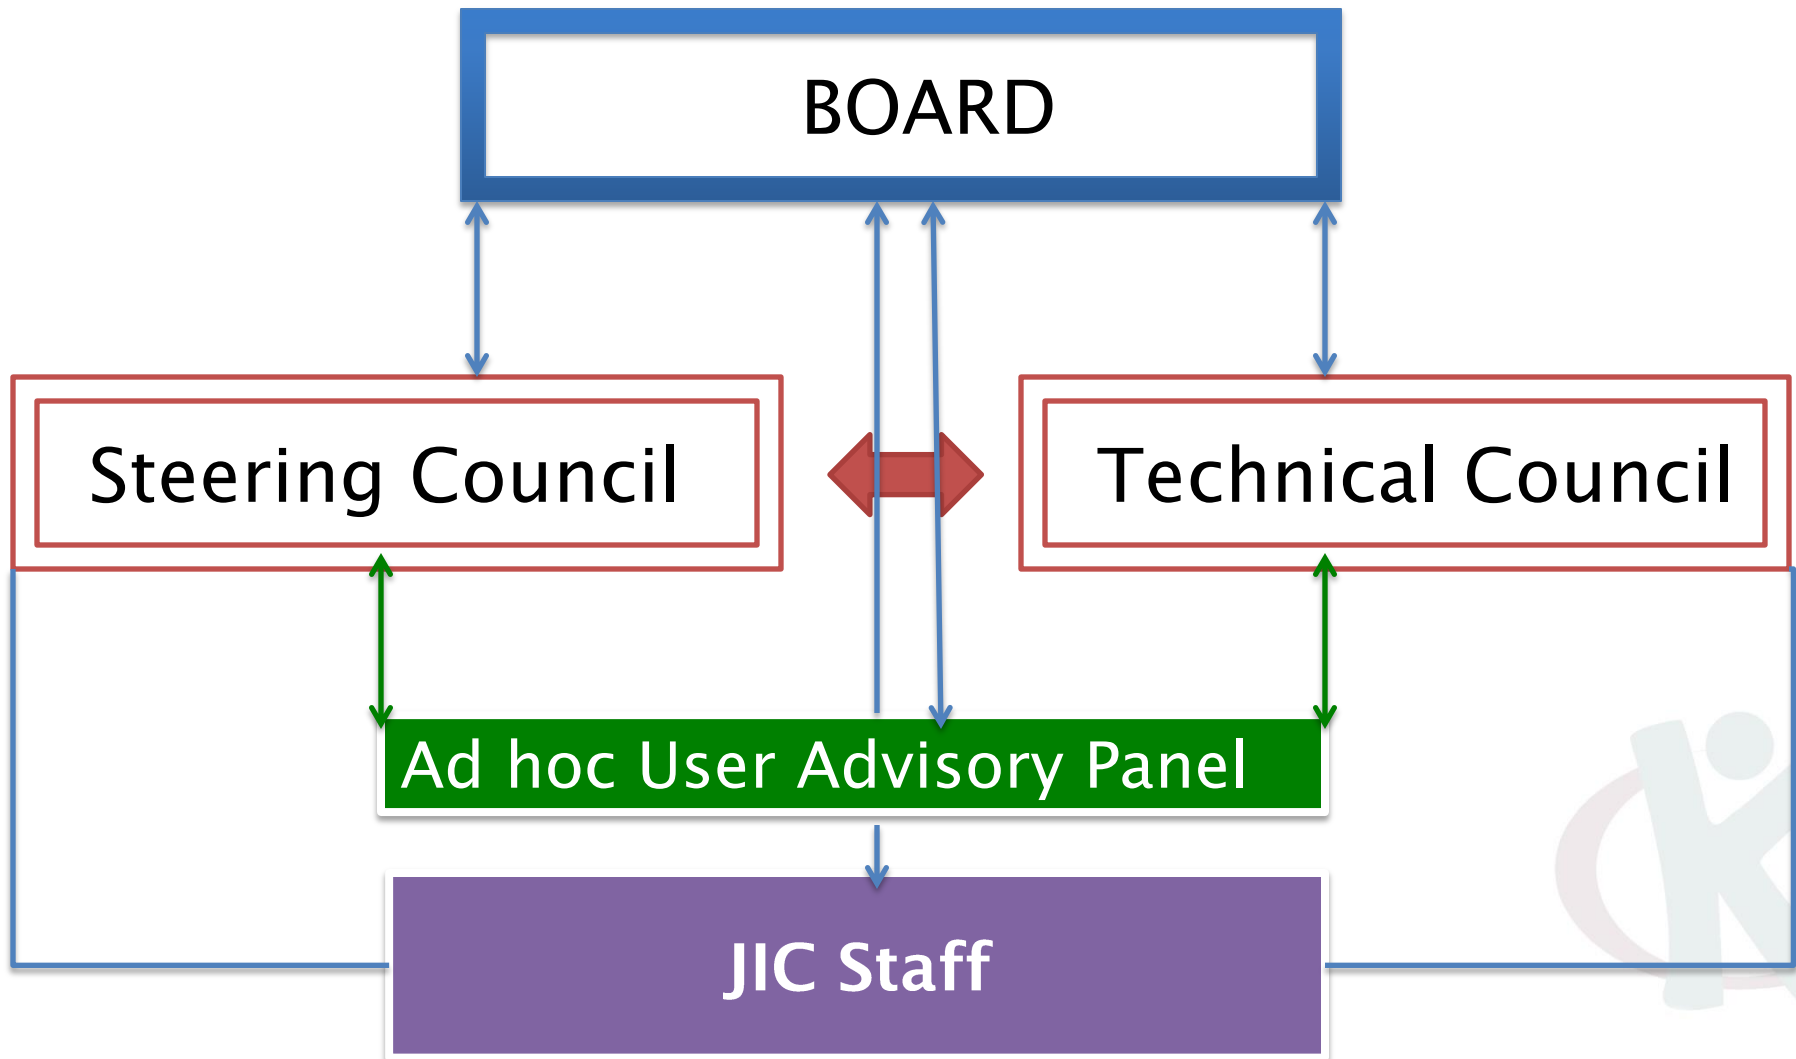 BOARD
Steering Council
Technical Council
Ad hoc User Advisory Panel
JIC Staff